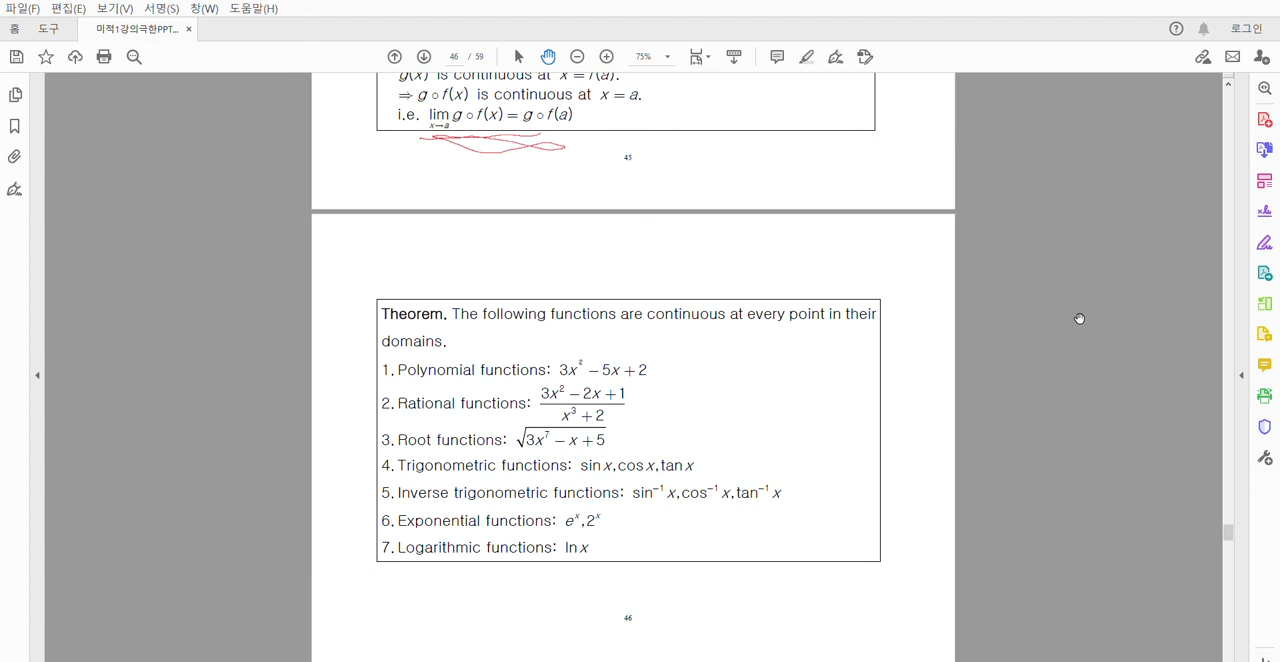 파일(F) 편집(E) 보기(V) 서명(S) 창(W) 도움말(H)
홈 도구 미적1강의극한PPT... × 로그인
46 / 59 75%
g(x) is continuous at x = f(a).
⇒ g∘f(x) is continuous at x = a.
i.e. lim_{x→a} g∘f(x) = g∘f(a)
45
Theorem. The following functions are continuous at every point in their
domains.
1. Polynomial functions: 3x² − 5x + 2
2. Rational functions: (3x² − 2x + 1)/(x³ + 2)
3. Root functions: √(3x⁷ − x + 5)
4. Trigonometric functions: sin x, cos x, tan x
5. Inverse trigonometric functions: sin⁻¹ x, cos⁻¹ x, tan⁻¹ x
6. Exponential functions: eˣ, 2ˣ
7. Logarithmic functions: ln x
46